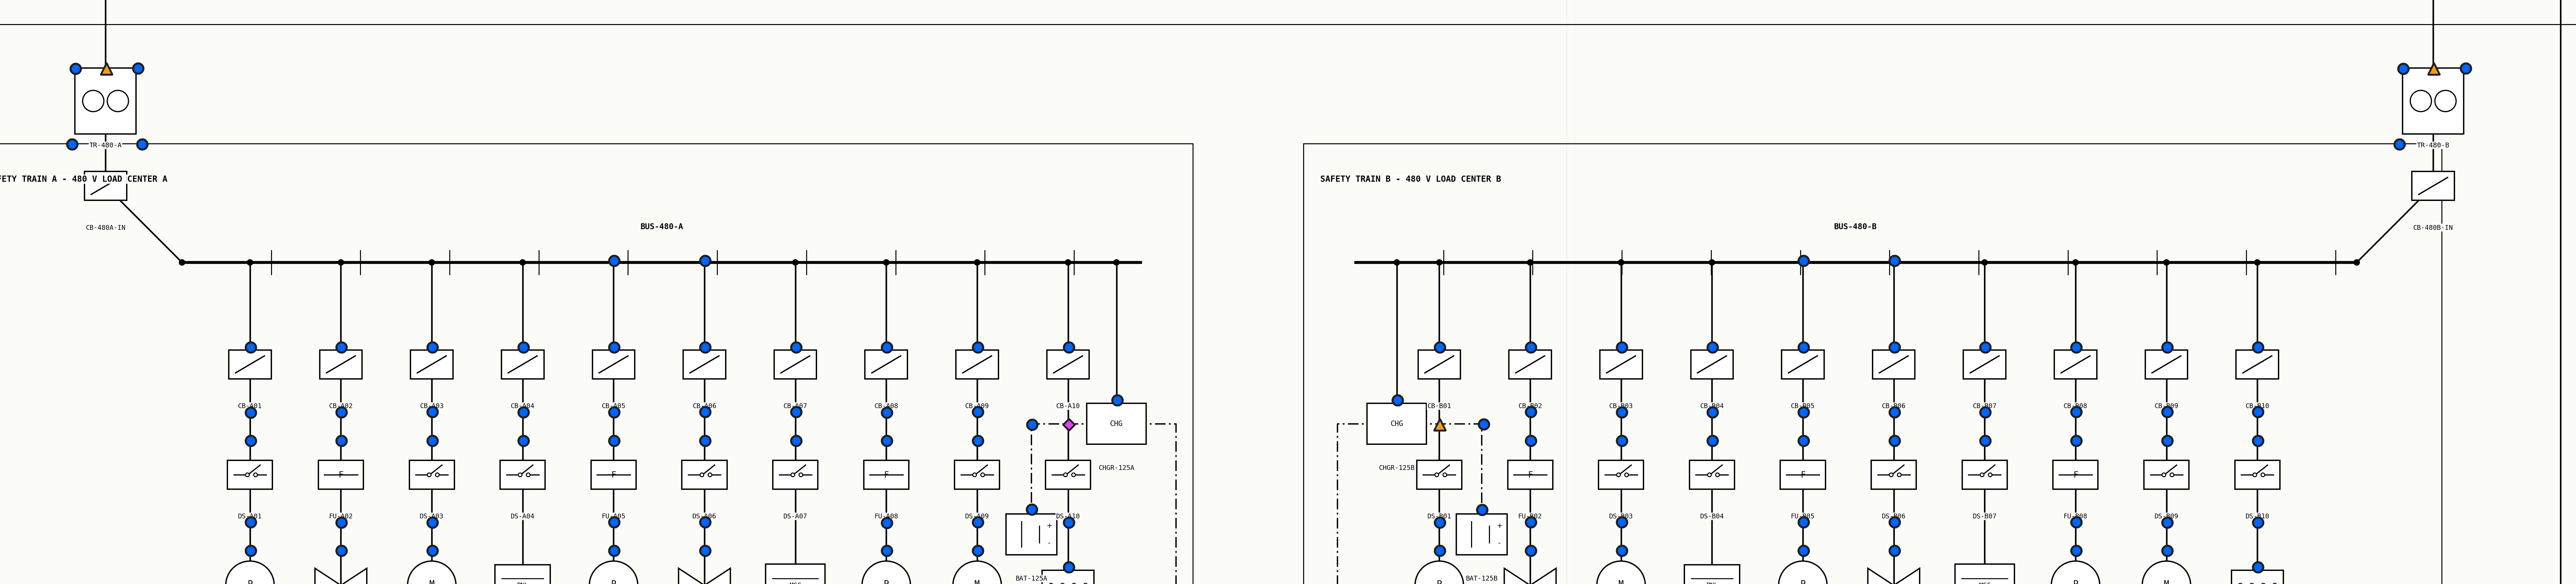 TR-480-A
TR-480-B
FETY TRAIN A - 480 V LOAD CENTER A
SAFETY TRAIN B - 480 V LOAD CENTER B
CB-480A-IN
BUS-480-A
BUS-480-B
CB-480B-IN
CB-A01 CB-A02 CB-A03 CB-A04 CB-A05 CB-A06 CB-A07 CB-A08 CB-A09 CB-A10
CB-B01 CB-B02 CB-B03 CB-B04 CB-B05 CB-B06 CB-B07 CB-B08 CB-B09 CB-B10
CHG
CHG
CHGR-125A
CHGR-125B
F F F
F F F
DS-A01 FU-A02 DS-A03 DS-A04 FU-A05 DS-A06 DS-A07 FU-A08 DS-A09 DS-A10
DS-B01 FU-B02 DS-B03 DS-B04 FU-B05 DS-B06 DS-B07 FU-B08 DS-B09 DS-B10
+
-
+
-
BAT-125A
BAT-125B
M M
M M